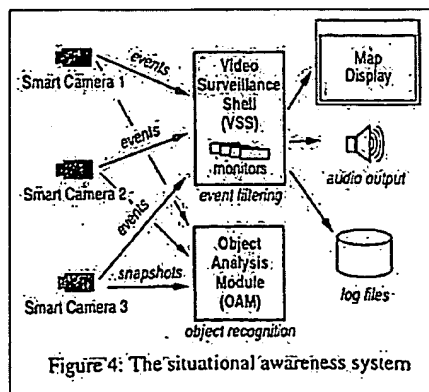 Smart Camera 1
events
Smart Camera 2
events
events
Smart Camera 3
snapshots
Video
Surveillance
Shell
(VSS)
monitors
event filtering
Object
Analysis
Module
(OAM)
object recognition
Map
Display
audio output
log files
Figure 4: The situational awareness system